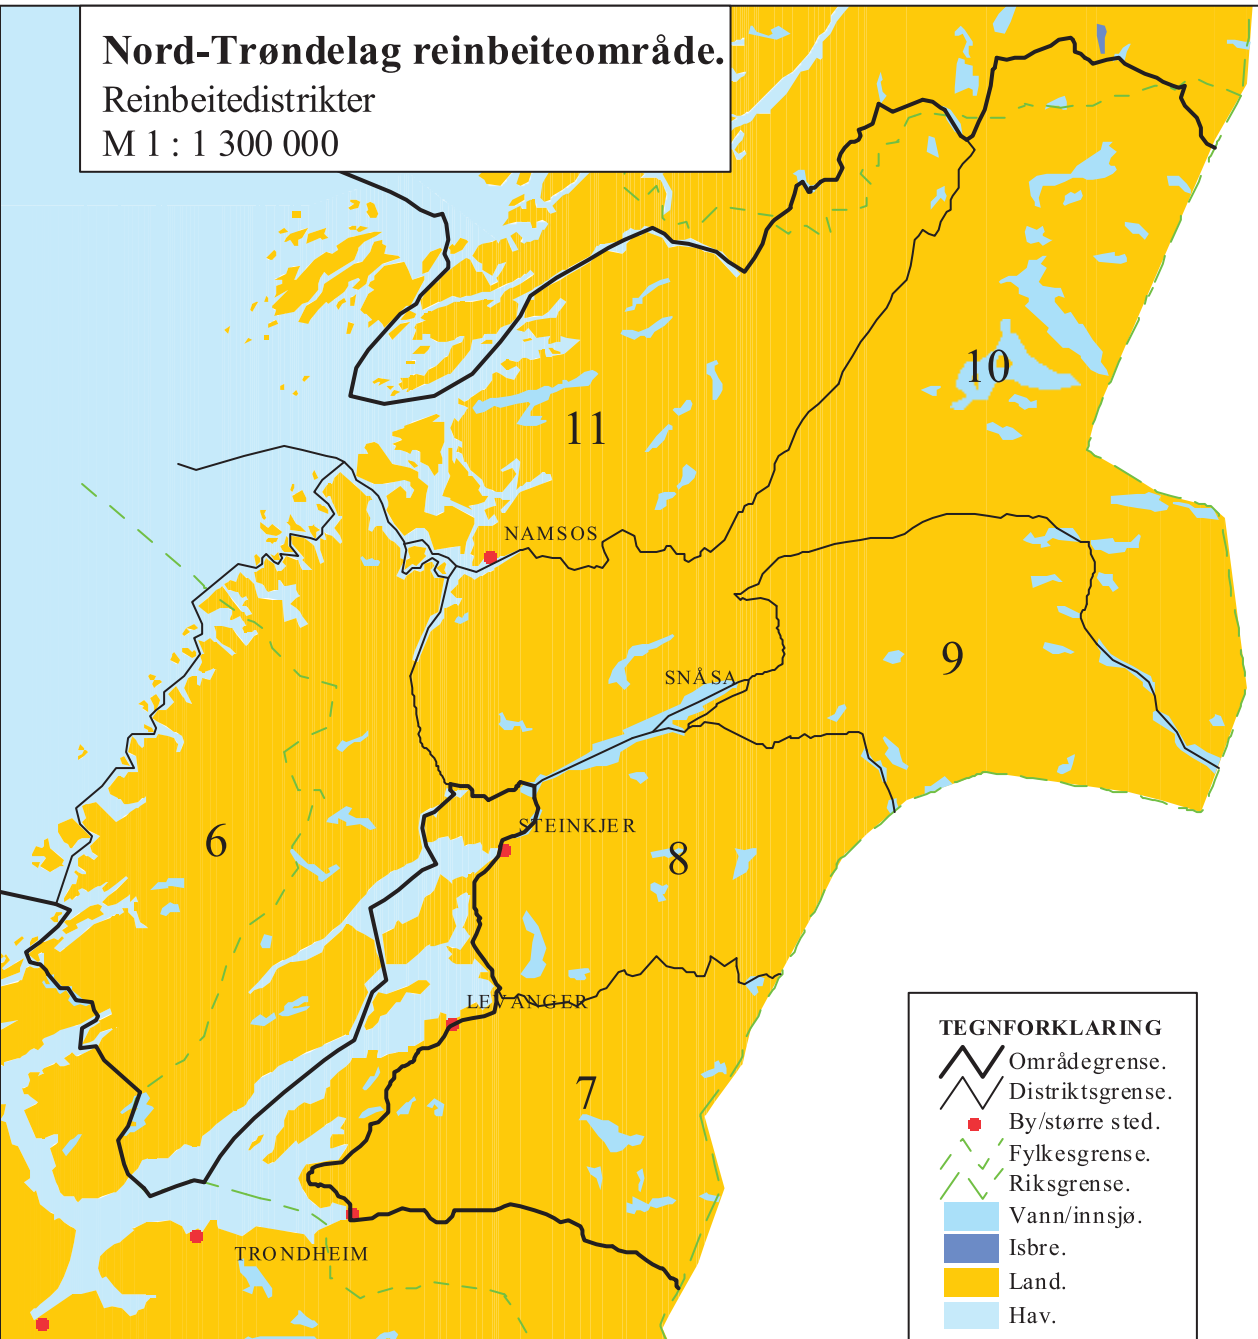 Nord-Trøndelag reinbeiteområde.
Reinbeitedistrikter
M 1 : 1 300 000
10
11
NAMSOS
9
SNÅSA
STEINKJER
6
8
LEVANGER
7
TRONDHEIM
TEGNFORKLARING
Områdegrense.
Distriktsgrense.
By/større sted.
Fylkesgrense.
Riksgrense.
Vann/innsjø.
Isbre.
Land.
Hav.